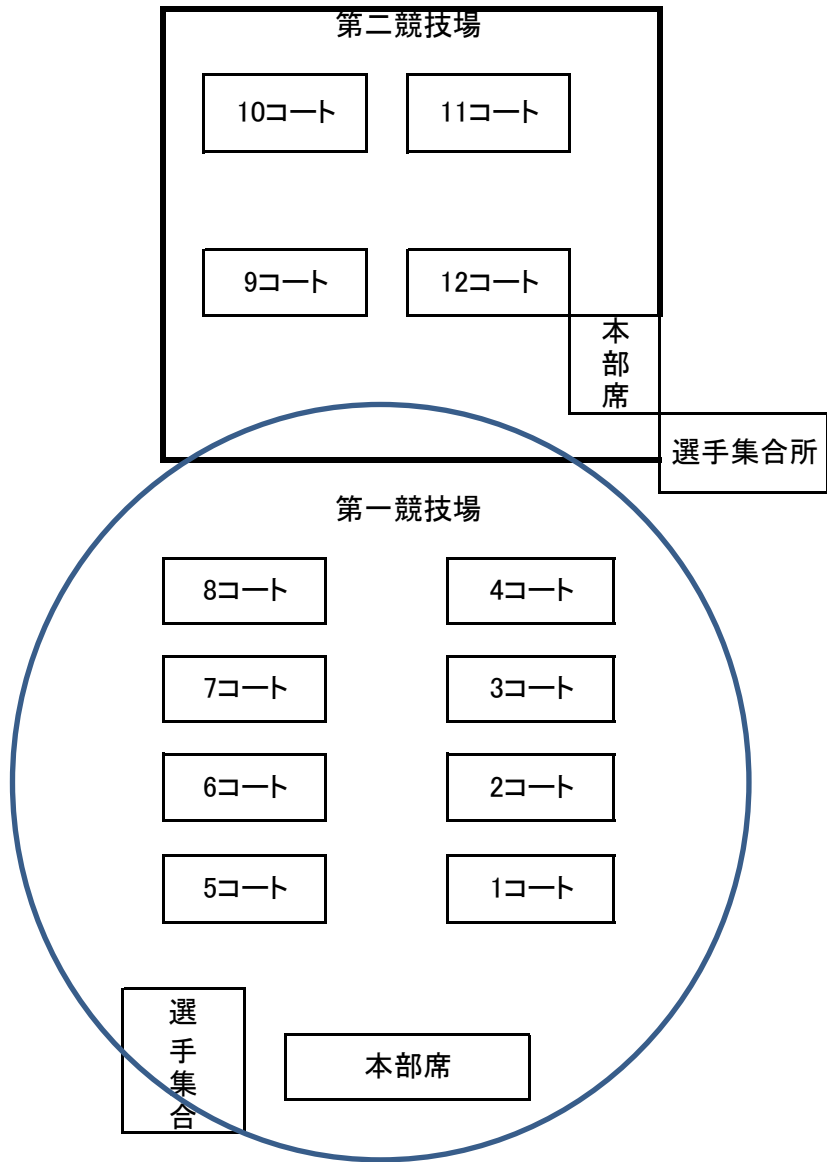 第二競技場
10コート
11コート
9コート
12コート
本部席
選手集合所
第一競技場
8コート
4コート
7コート
3コート
6コート
2コート
5コート
1コート
選手集合
本部席